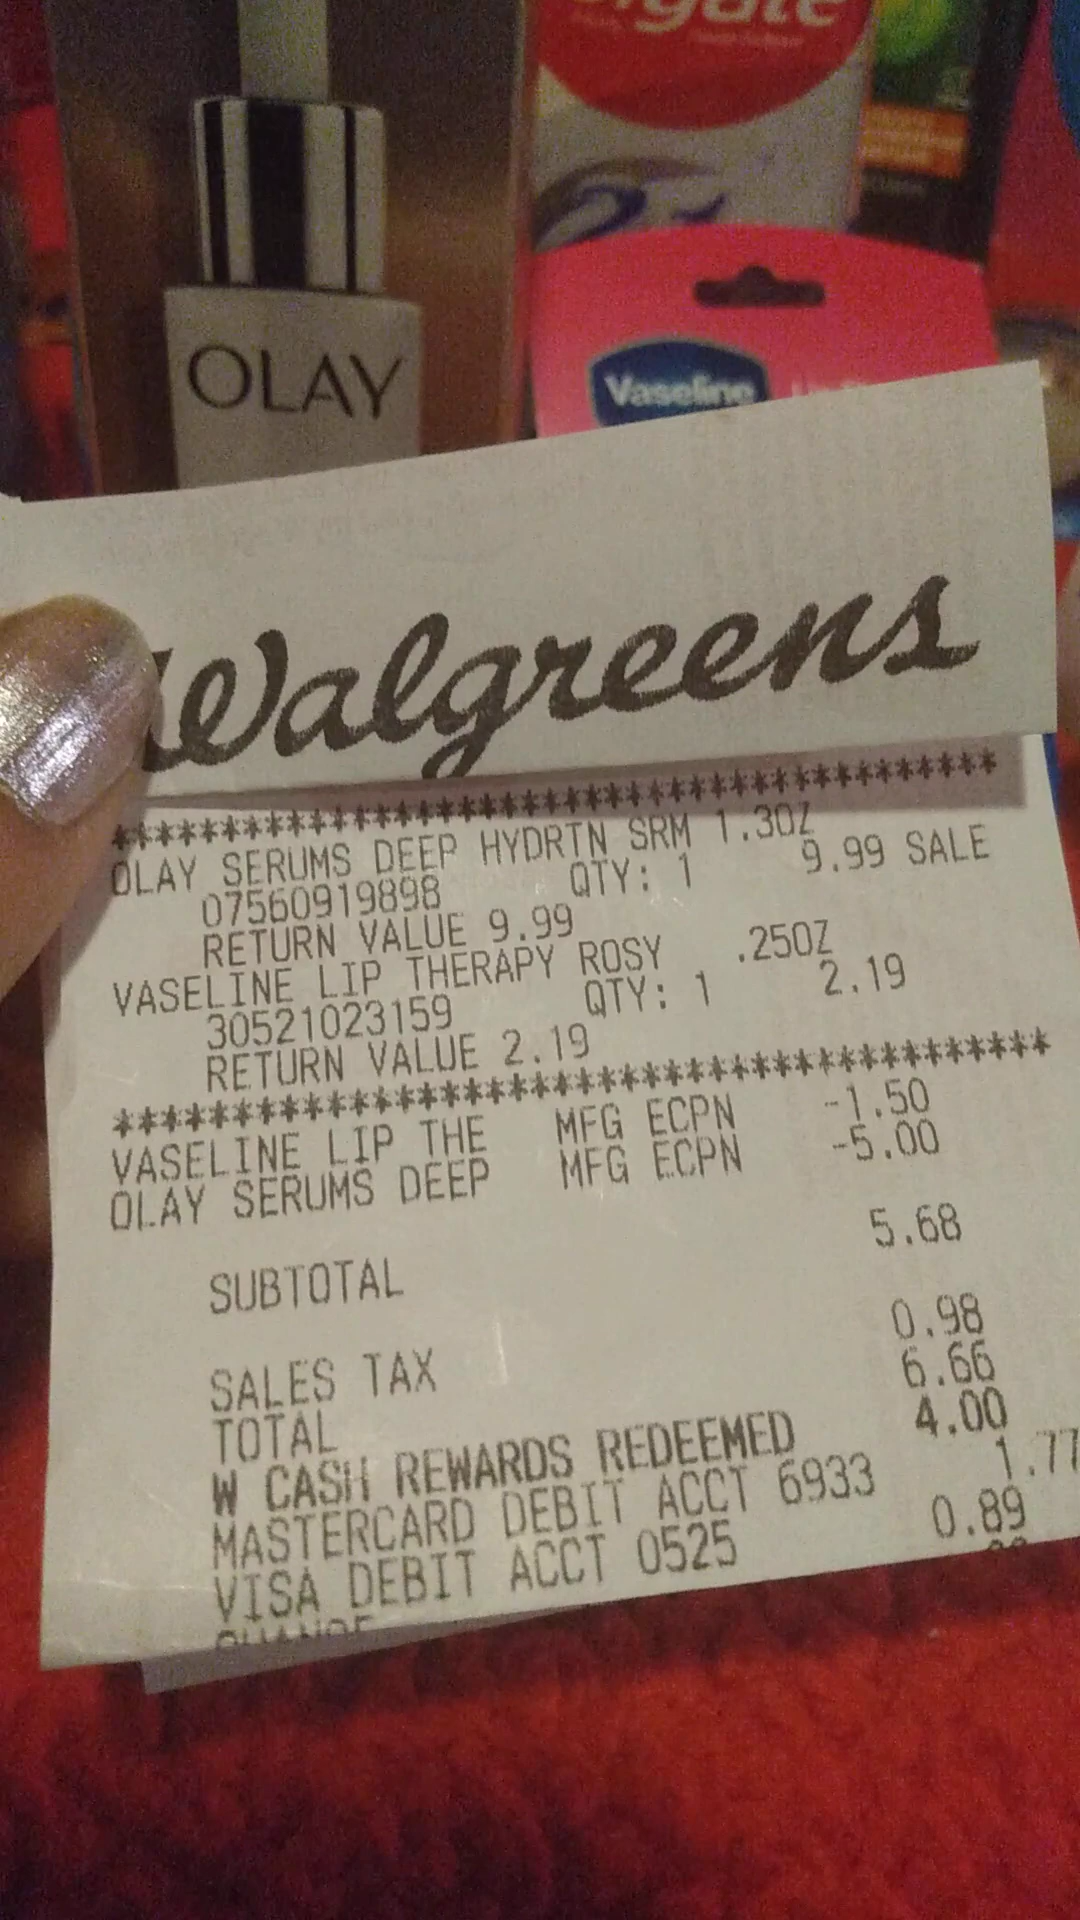 OLAY
Vaseline
Walgreens
******************************************
OLAY SERUMS DEEP HYDRTN SRM 1.3OZ
07560919898 QTY: 1 9.99 SALE
RETURN VALUE 9.99
VASELINE LIP THERAPY ROSY .25OZ
30521023159 QTY: 1 2.19
RETURN VALUE 2.19
******************************************
VASELINE LIP THE MFG ECPN -1.50
OLAY SERUMS DEEP MFG ECPN -5.00
SUBTOTAL 5.68
SALES TAX 0.98
TOTAL 6.66
W CASH REWARDS REDEEMED 4.00
MASTERCARD DEBIT ACCT 6933 1.77
VISA DEBIT ACCT 0525 0.89
CHANGE